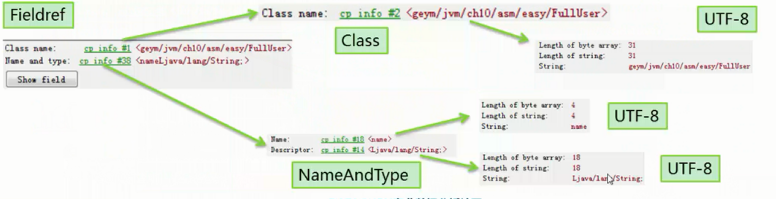 Fieldref
Class name: cp info #2 <geym/jvm/ch10/asm/easy/FullUser>
UTF-8
Class
Class name: cp info #1 <geym/jvm/ch10/asm/easy/FullUser>
Name and type: cp info #38 <nameLjava/lang/String;>
Show field
Length of byte array: 31
Length of string: 31
String: geym/jvm/ch10/asm/easy/FullUser
Length of byte array: 4
Length of string: 4
String: name
UTF-8
Name: cp info #18 <name>
Descriptor: cp info #14 <Ljava/lang/String;>
NameAndType
Length of byte array: 18
Length of string: 18
String: Ljava/lang/String;
UTF-8